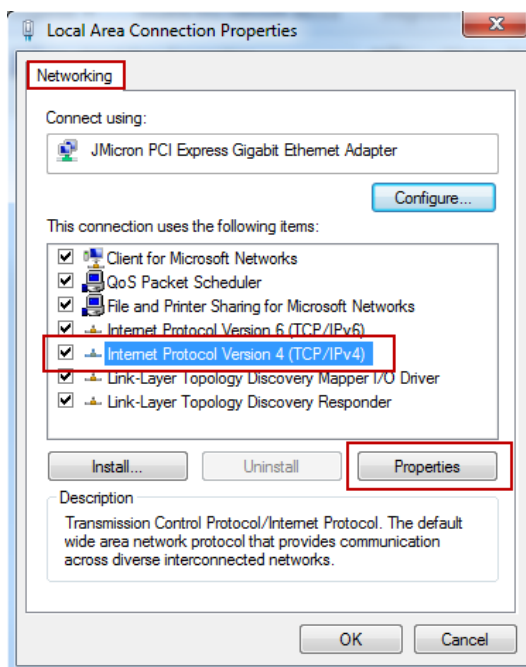 Local Area Connection Properties
Networking
Connect using:
JMicron PCI Express Gigabit Ethernet Adapter
Configure...
This connection uses the following items:
Client for Microsoft Networks
QoS Packet Scheduler
File and Printer Sharing for Microsoft Networks
Internet Protocol Version 6 (TCP/IPv6)
Internet Protocol Version 4 (TCP/IPv4)
Link-Layer Topology Discovery Mapper I/O Driver
Link-Layer Topology Discovery Responder
Install... Uninstall Properties
Description
Transmission Control Protocol/Internet Protocol. The default
wide area network protocol that provides communication
across diverse interconnected networks.
OK Cancel